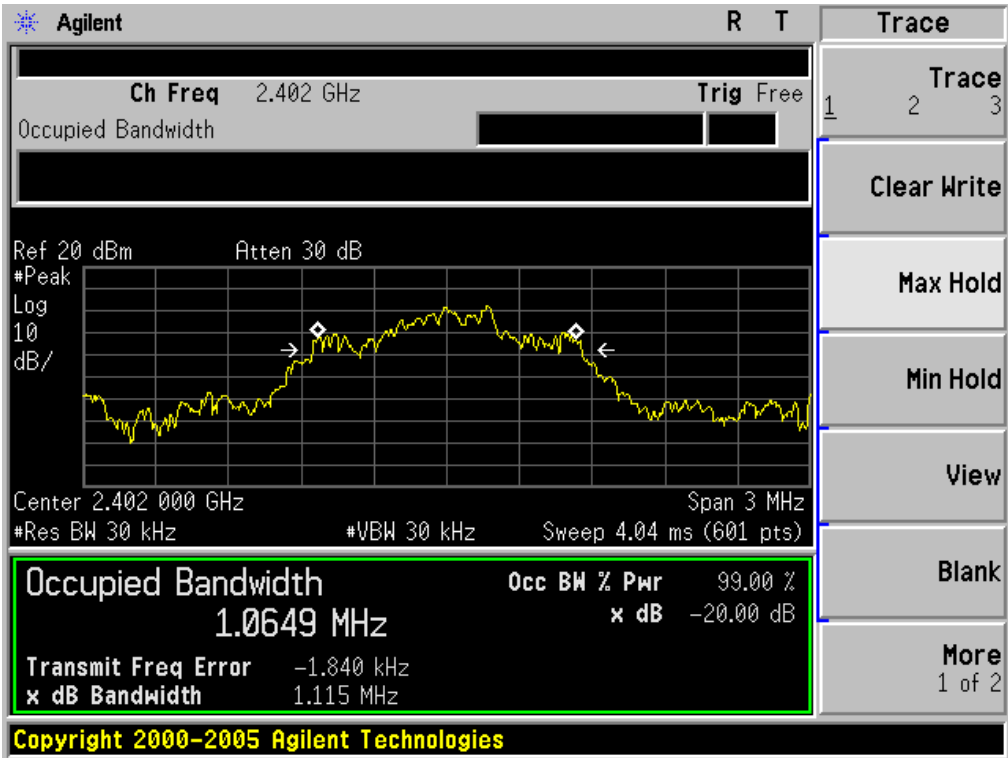 Agilent R T
Ch Freq 2.402 GHz Trig Free
Occupied Bandwidth
Ref 20 dBm Atten 30 dB
#Peak
Log
10
dB/
Center 2.402 000 GHz Span 3 MHz
#Res BW 30 kHz #VBW 30 kHz Sweep 4.04 ms (601 pts)
Occupied Bandwidth Occ BW % Pwr 99.00 %
1.0649 MHz x dB -20.00 dB
Transmit Freq Error -1.840 kHz
x dB Bandwidth 1.115 MHz
Copyright 2000-2005 Agilent Technologies
Trace
Trace
1 2 3
Clear Write
Max Hold
Min Hold
View
Blank
More
1 of 2